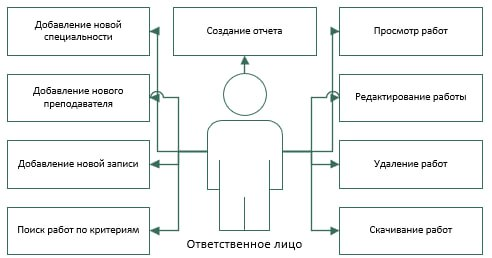 Добавление новой
специальности
Создание отчета
Просмотр работ
Добавление нового
преподавателя
Редактирование работы
Добавление новой записи
Удаление работ
Поиск работ по критериям
Скачивание работ
Ответственное лицо